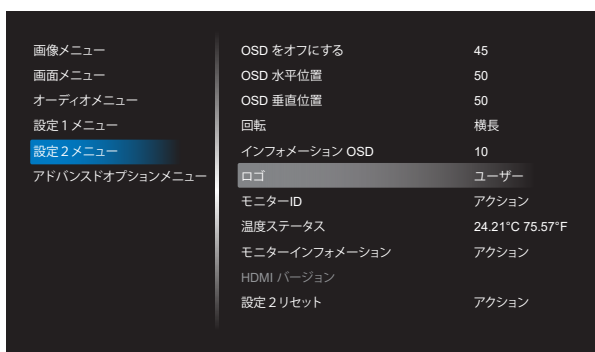 画像メニュー
画面メニュー
オーディオメニュー
設定1メニュー
設定2メニュー
アドバンスドオプションメニュー
OSD をオフにする 45
OSD 水平位置 50
OSD 垂直位置 50
回転 横長
インフォメーション OSD 10
ロゴ ユーザー
モニターID アクション
温度ステータス 24.21°C 75.57°F
モニターインフォメーション アクション
HDMI バージョン
設定2リセット アクション